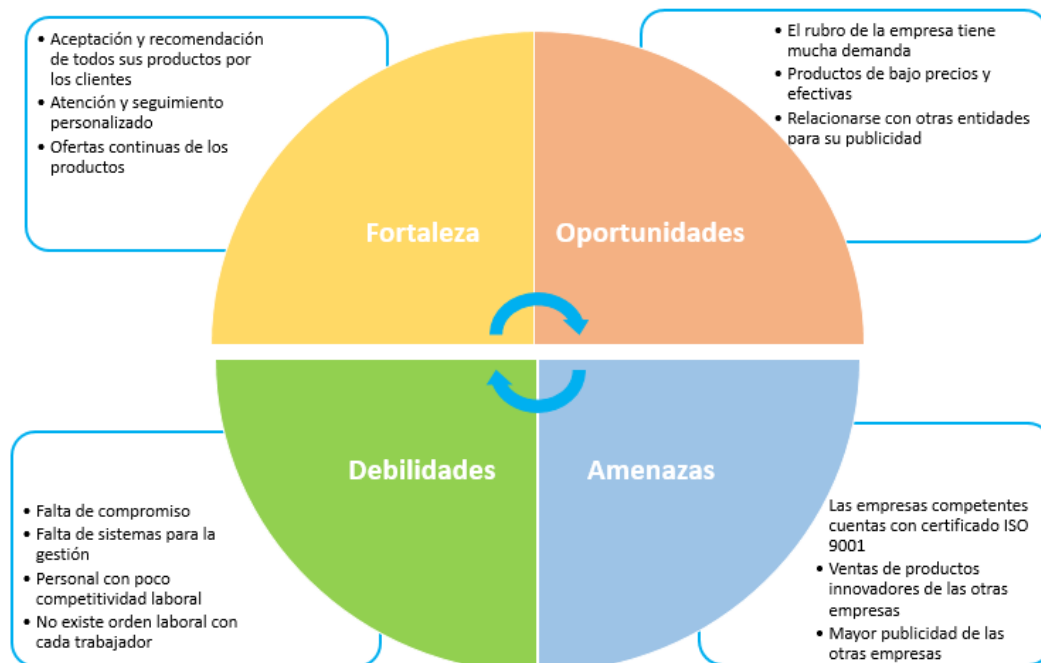 • Aceptación y recomendación
de todos sus productos por
los clientes
• Atención y seguimiento
personalizado
• Ofertas continuas de los
productos
• El rubro de la empresa tiene
mucha demanda
• Productos de bajo precios y
efectivas
• Relacionarse con otras entidades
para su publicidad
Fortaleza
Oportunidades
Debilidades
Amenazas
• Falta de compromiso
• Falta de sistemas para la
gestión
• Personal con poco
competitividad laboral
• No existe orden laboral con
cada trabajador
Las empresas competentes
cuentas con certificado ISO
9001
• Ventas de productos
innovadores de las otras
empresas
• Mayor publicidad de las
otras empresas